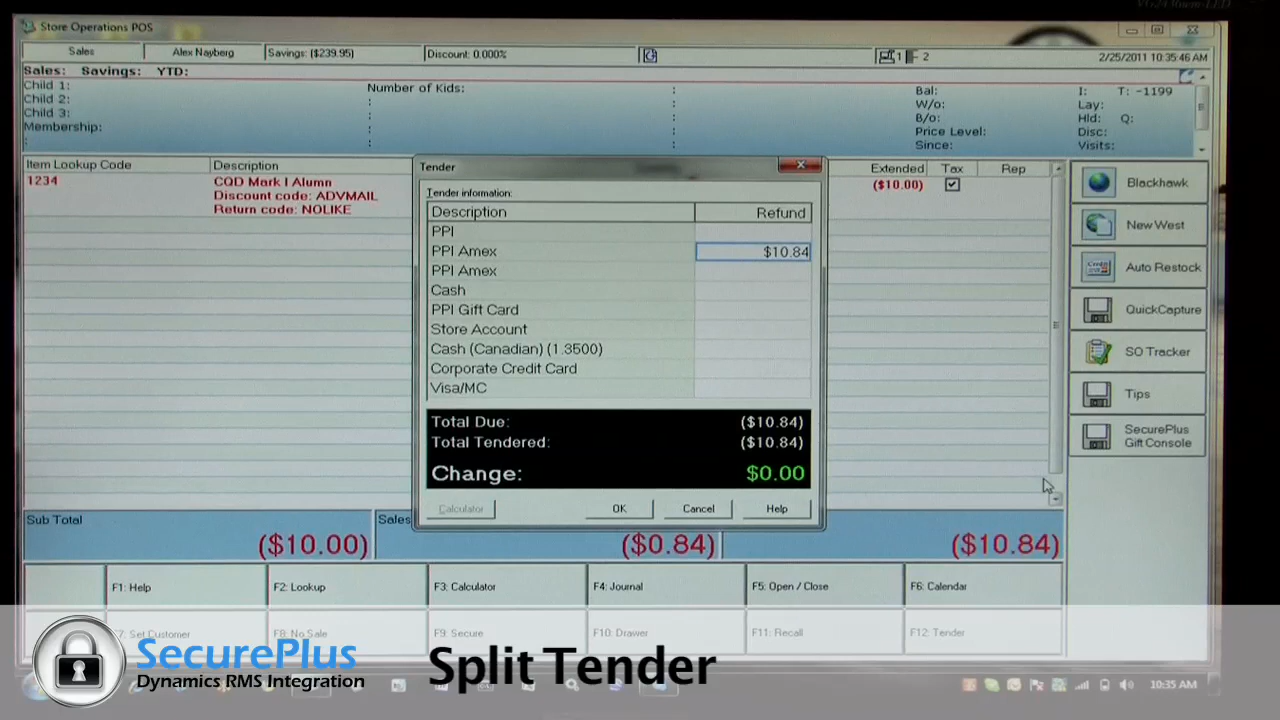 Store Operations POS
Sales Alex Nayberg Savings: ($239.95) Discount: 0.000% 1 2 2/25/2011 10:35:46 AM
Sales: Savings: YTD:
Child 1: Number of Kids: : Bal: I: T: -1199
Child 2: : : W/o: Lay:
Child 3: : : B/o: Hld: Q:
Membership: : : Price Level: Disc:
: : : Since: Visits:
Item Lookup Code Description Extended Tax Rep
1234 CQD Mark I Alumn ($10.00)
Discount code: ADVMAIL
Return code: NOLIKE
Tender
Tender information:
Description Refund
PPI
PPI Amex $10.84
PPI Amex
Cash
PPI Gift Card
Store Account
Cash (Canadian) (1.3500)
Corporate Credit Card
Visa/MC
Total Due: ($10.84)
Total Tendered: ($10.84)
Change: $0.00
Calculator OK Cancel Help
Blackhawk
New West
Auto Restock
QuickCapture
SO Tracker
Tips
SecurePlus
Gift Console
Sub Total Sales
($10.00) ($0.84) ($10.84)
F1: Help F2: Lookup F3: Calculator F4: Journal F5: Open / Close F6: Calendar
F7: Set Customer F8: No Sale F9: Secure F10: Drawer F11: Recall F12: Tender
SecurePlus
Dynamics RMS Integration
Split Tender
10:35 AM